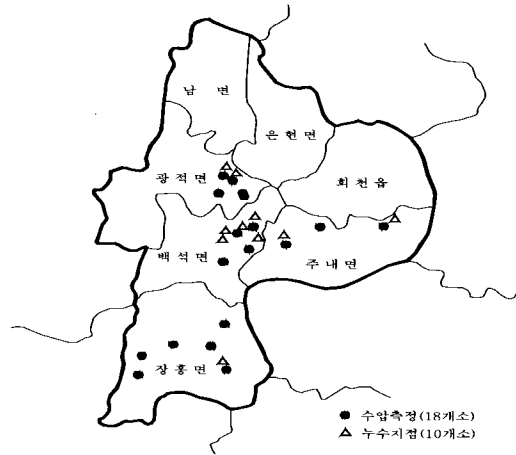 남 면
은현면
광적면
회천읍
백석면
주내면
장흥면
수압측정(18개소)
누수지점(10개소)